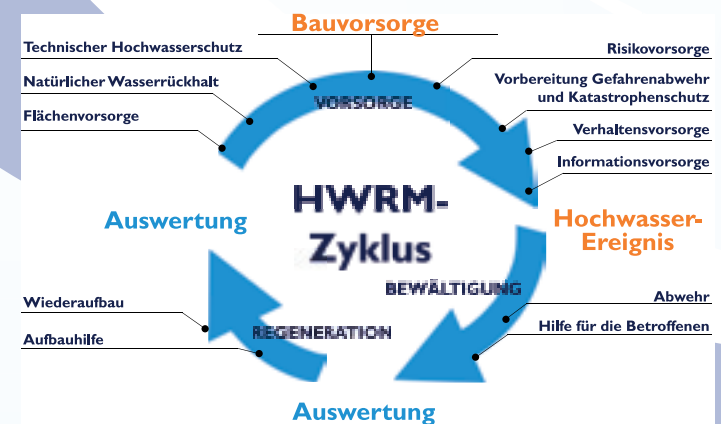 Bauvorsorge
Technischer Hochwasserschutz
Natürlicher Wasserrückhalt
Flächenvorsorge
Risikovorsorge
Vorbereitung Gefahrenabwehr
und Katastrophenschutz
Verhaltensvorsorge
Informationsvorsorge
VORSORGE
HWRM-
Zyklus
Auswertung
Hochwasser-
Ereignis
BEWÄLTIGUNG
Abwehr
Hilfe für die Betroffenen
Wiederaufbau
Aufbauhilfe
REGENERATION
Auswertung